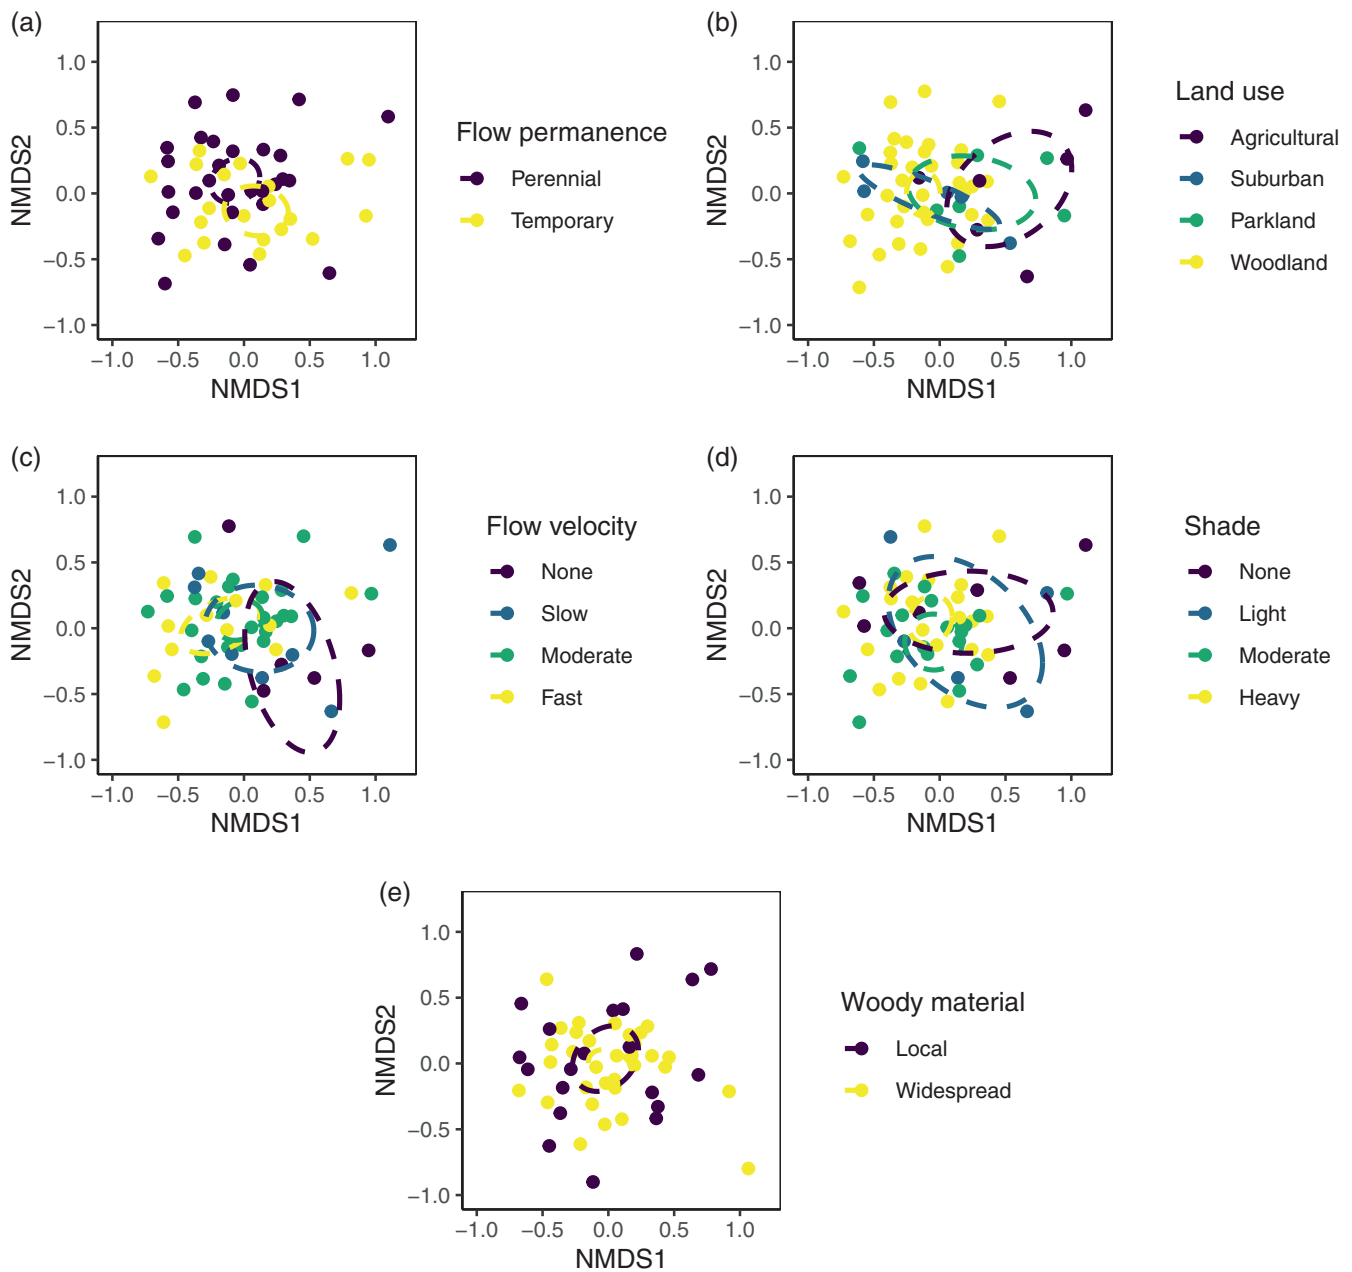 (a)
1.0
0.5
0.0
−0.5
−1.0
NMDS2
−1.0 −0.5 0.0 0.5 1.0
NMDS1
Flow permanence
Perennial
Temporary
(b)
1.0
0.5
0.0
−0.5
−1.0
NMDS2
−1.0 −0.5 0.0 0.5 1.0
NMDS1
Land use
Agricultural
Suburban
Parkland
Woodland
(c)
1.0
0.5
0.0
−0.5
−1.0
NMDS2
−1.0 −0.5 0.0 0.5 1.0
NMDS1
Flow velocity
None
Slow
Moderate
Fast
(d)
1.0
0.5
0.0
−0.5
−1.0
NMDS2
−1.0 −0.5 0.0 0.5 1.0
NMDS1
Shade
None
Light
Moderate
Heavy
(e)
1.0
0.5
0.0
−0.5
−1.0
NMDS2
−1.0 −0.5 0.0 0.5 1.0
NMDS1
Woody material
Local
Widespread